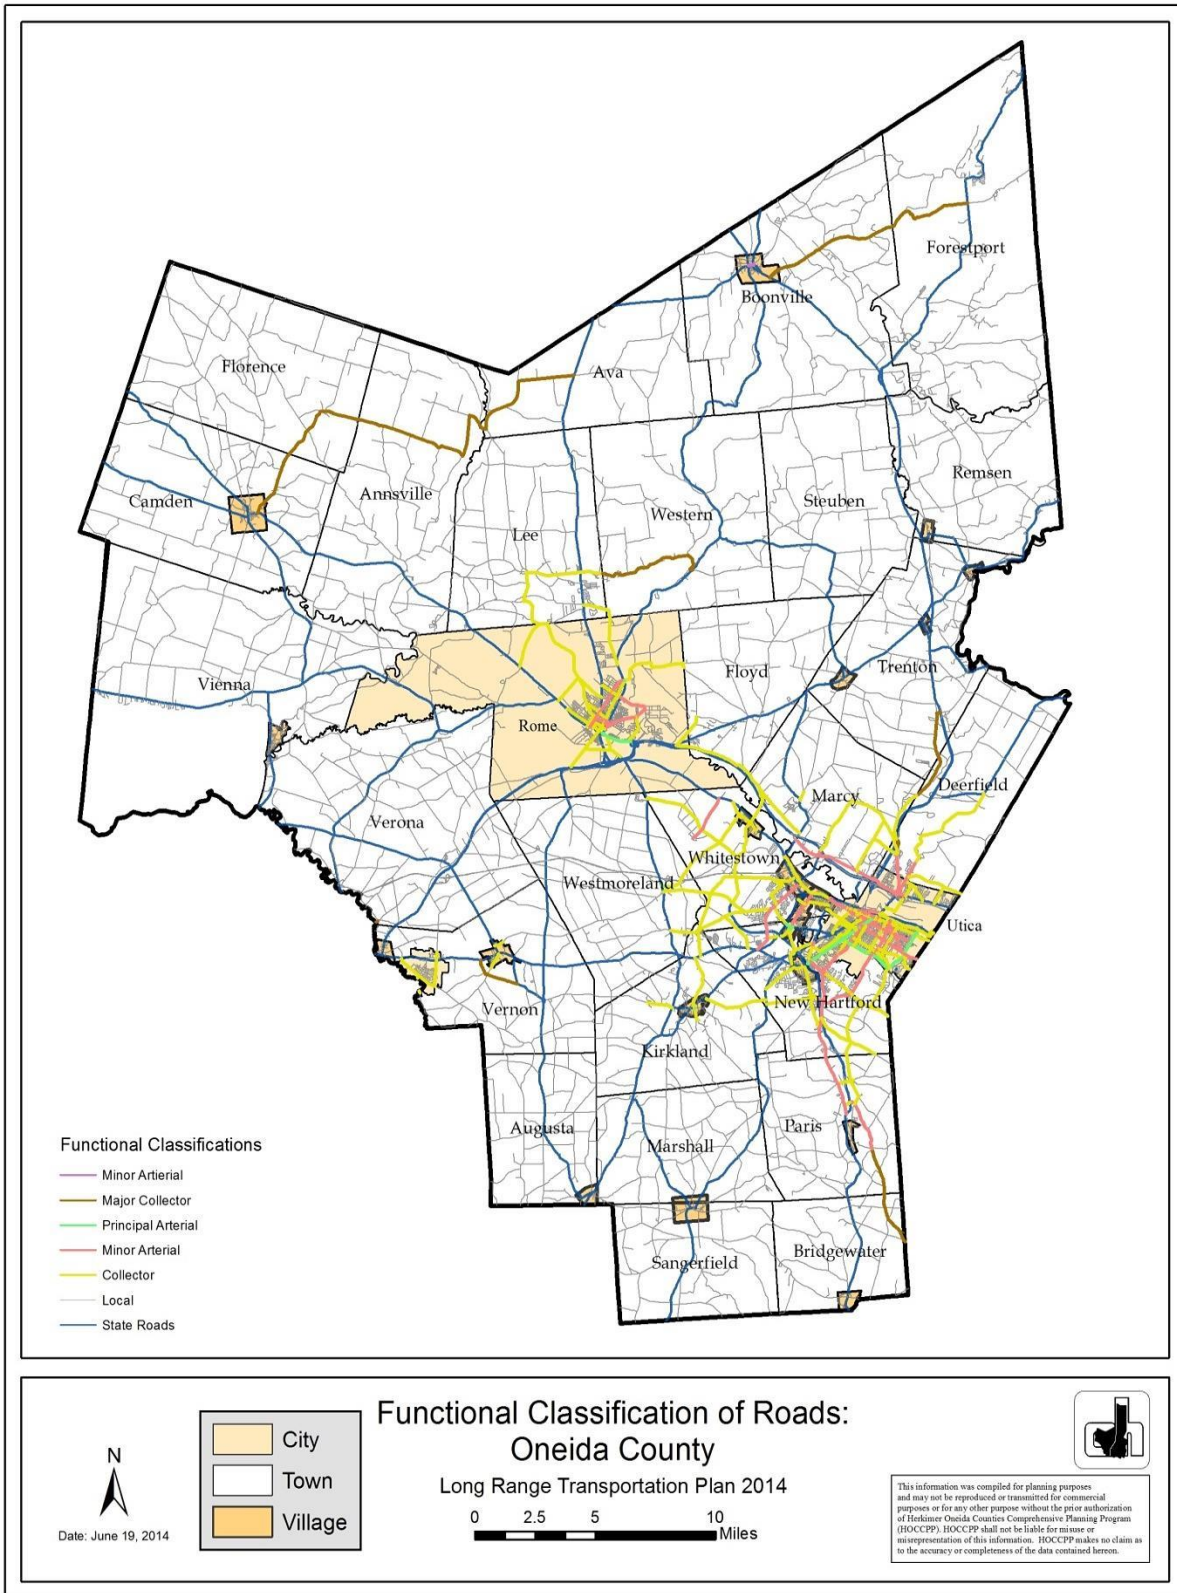 Forestport
Boonville
Ava
Florence
Remsen
Annsville
Camden
Steuben
Western
Lee
Trenton
Floyd
Vienna
Rome
Deerfield
Marcy
Verona
Whitestown
Westmoreland
Utica
New Hartford
Vernon
Kirkland
Paris
Augusta
Marshall
Bridgewater
Sangerfield
Functional Classifications
Minor Artierial
Major Collector
Principal Arterial
Minor Arterial
Collector
Local
State Roads
N
Date: June 19, 2014
City
Town
Village
Functional Classification of Roads:
Oneida County
Long Range Transportation Plan 2014
0 2.5 5 10
Miles
This information was compiled for planning purposes
and may not be reproduced or transmitted for commercial
purposes or for any other purpose without the prior authorization
of Herkimer Oneida Counties Comprehensive Planning Program
(HOCCPP). HOCCPP shall not be liable for misuse or
misrepresentation of this information. HOCCPP makes no claim as
to the accuracy or completeness of the data contained hereon.